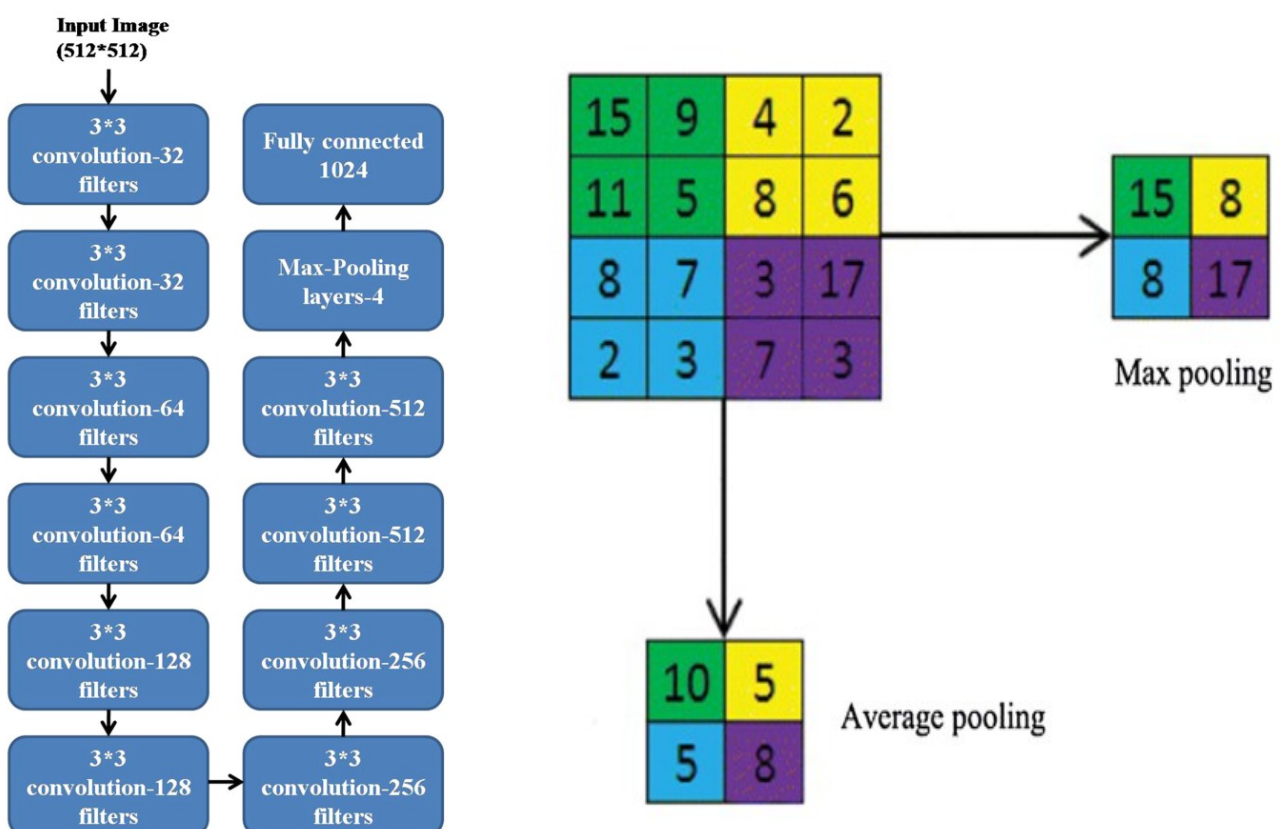 Input Image
(512*512)
3*3
convolution-32
filters
3*3
convolution-32
filters
3*3
convolution-64
filters
3*3
convolution-64
filters
3*3
convolution-128
filters
3*3
convolution-128
filters
3*3
convolution-256
filters
3*3
convolution-256
filters
3*3
convolution-512
filters
3*3
convolution-512
filters
Max-Pooling
layers-4
Fully connected
1024
15 9 4 2
11 5 8 6
8 7 3 17
2 3 7 3
15 8
8 17
Max pooling
10 5
5 8
Average pooling